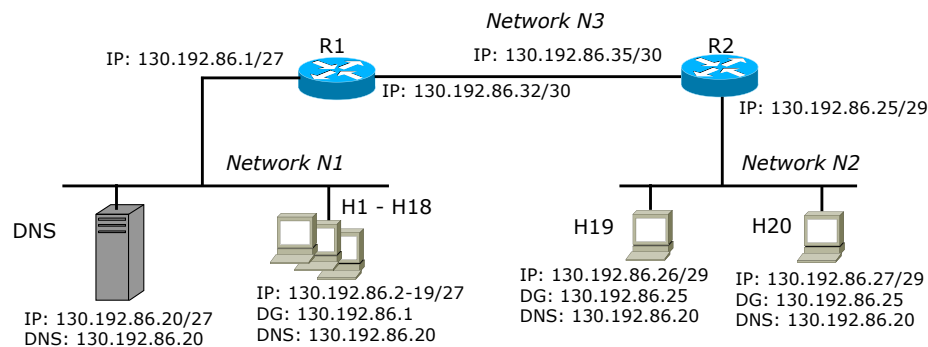 Network N3
R1
R2
IP: 130.192.86.1/27
IP: 130.192.86.35/30
IP: 130.192.86.32/30
IP: 130.192.86.25/29
Network N1
Network N2
DNS
H1 - H18
H19
H20
IP: 130.192.86.20/27
DNS: 130.192.86.20
IP: 130.192.86.2-19/27
DG: 130.192.86.1
DNS: 130.192.86.20
IP: 130.192.86.26/29
DG: 130.192.86.25
DNS: 130.192.86.20
IP: 130.192.86.27/29
DG: 130.192.86.25
DNS: 130.192.86.20